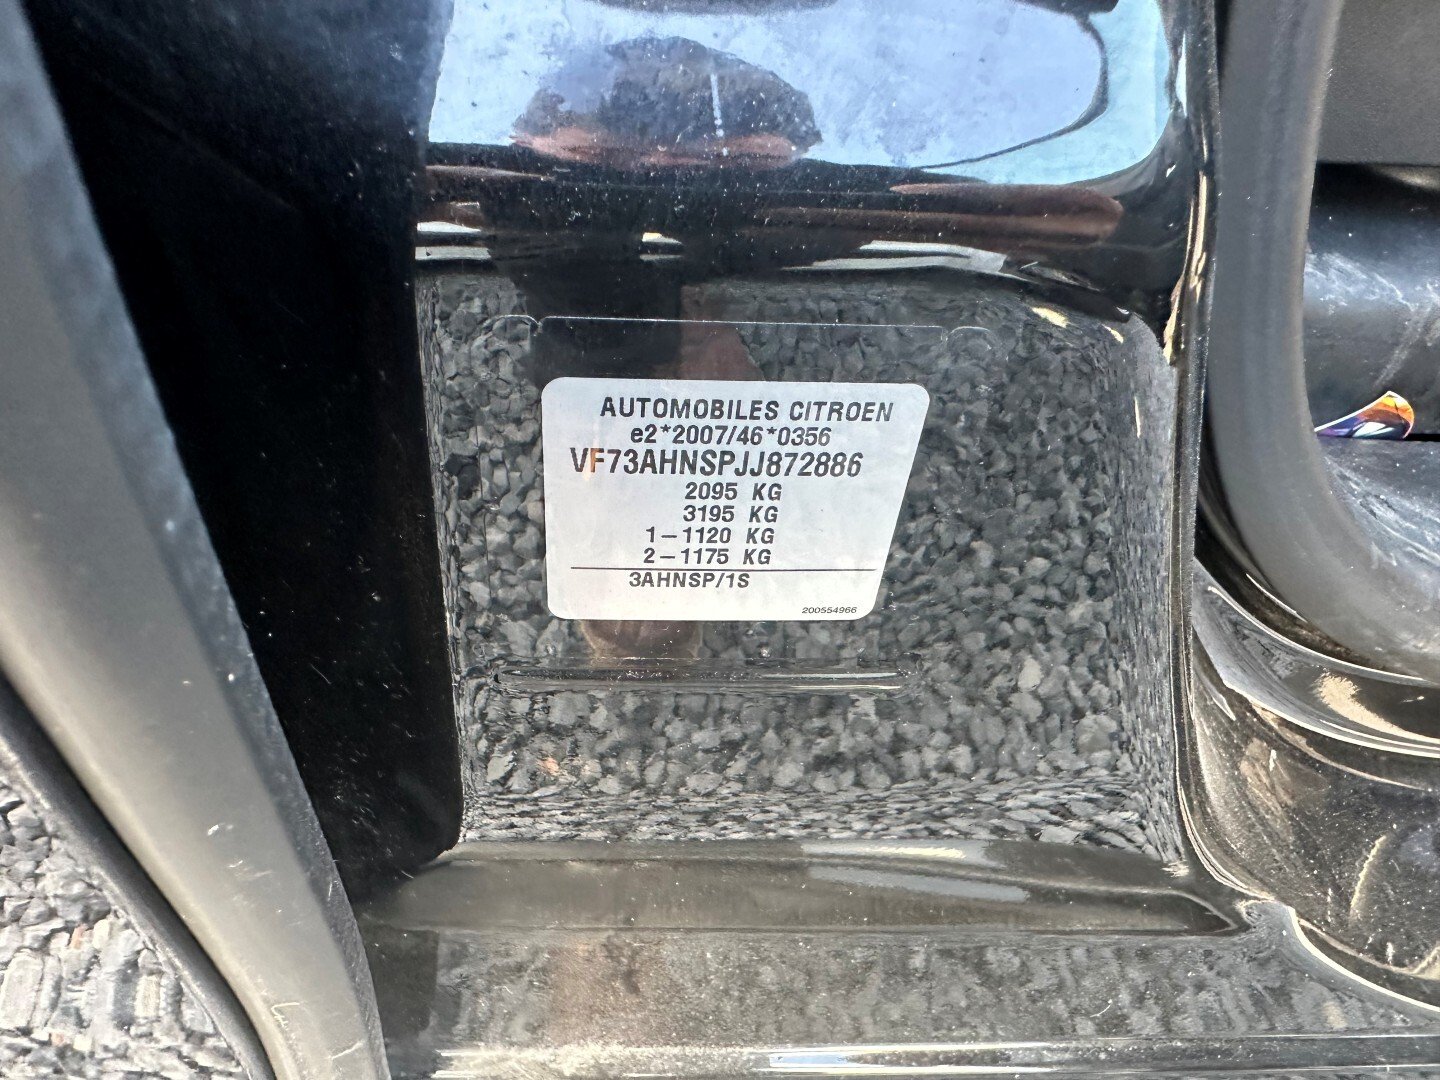 AUTOMOBILES CITROEN
e2*2007/46*0356
VF73AHNSPJJ872886
2095 KG
3195 KG
1-1120 KG
2-1175 KG
3AHNSP/1S
200554966